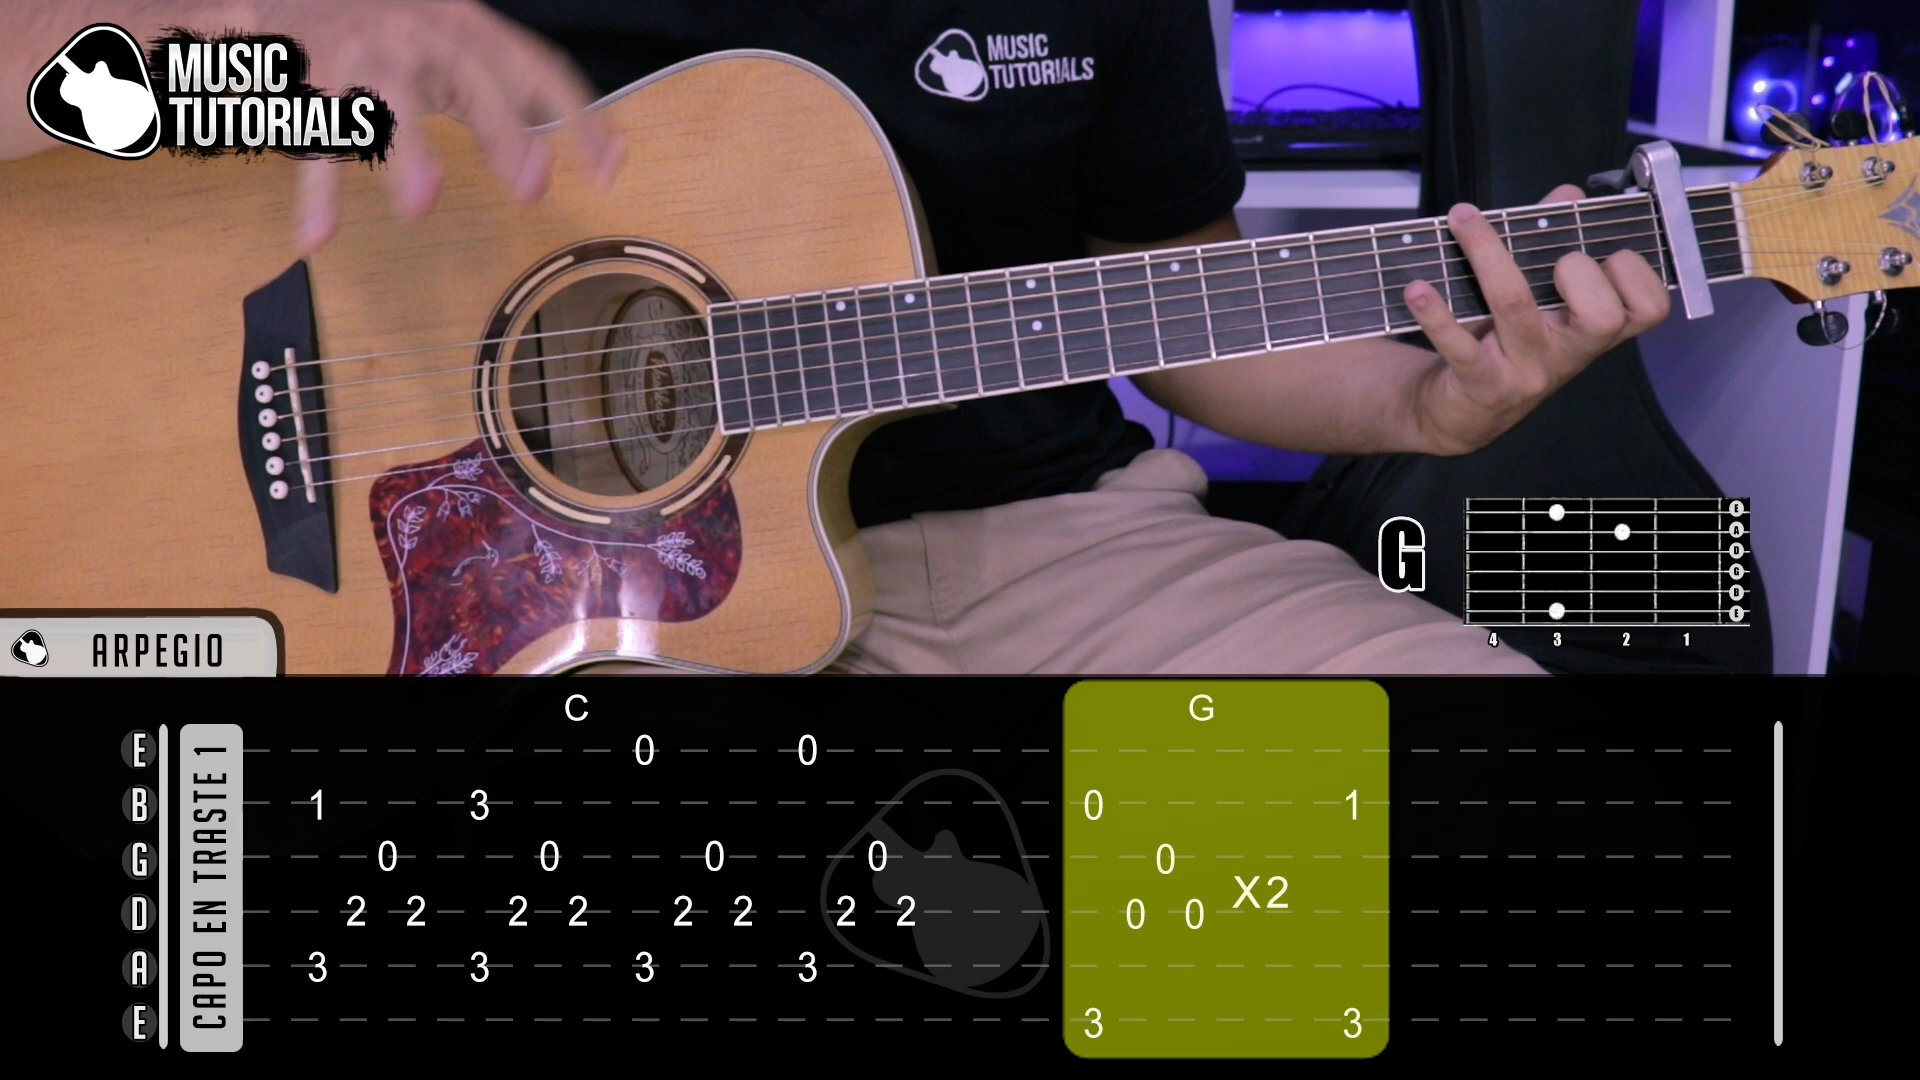 MUSIC
TUTORIALS
MUSIC
TUTORIALS
G
E
A
D
G
B
E
4 3 2 1
ARPEGIO
C G
CAPO EN TRASTE 1
E 0 0
B 1 3 0 1
G 0 0 0 0 0
D 2 2 2 2 2 2 2 2 0 0 X2
A 3 3 3 3
E 3 3